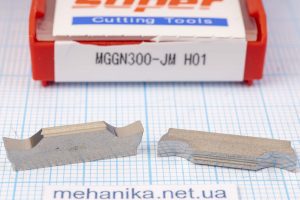 super
Cutting Tools
MGGN300-JM H01
mehanika.net.ua